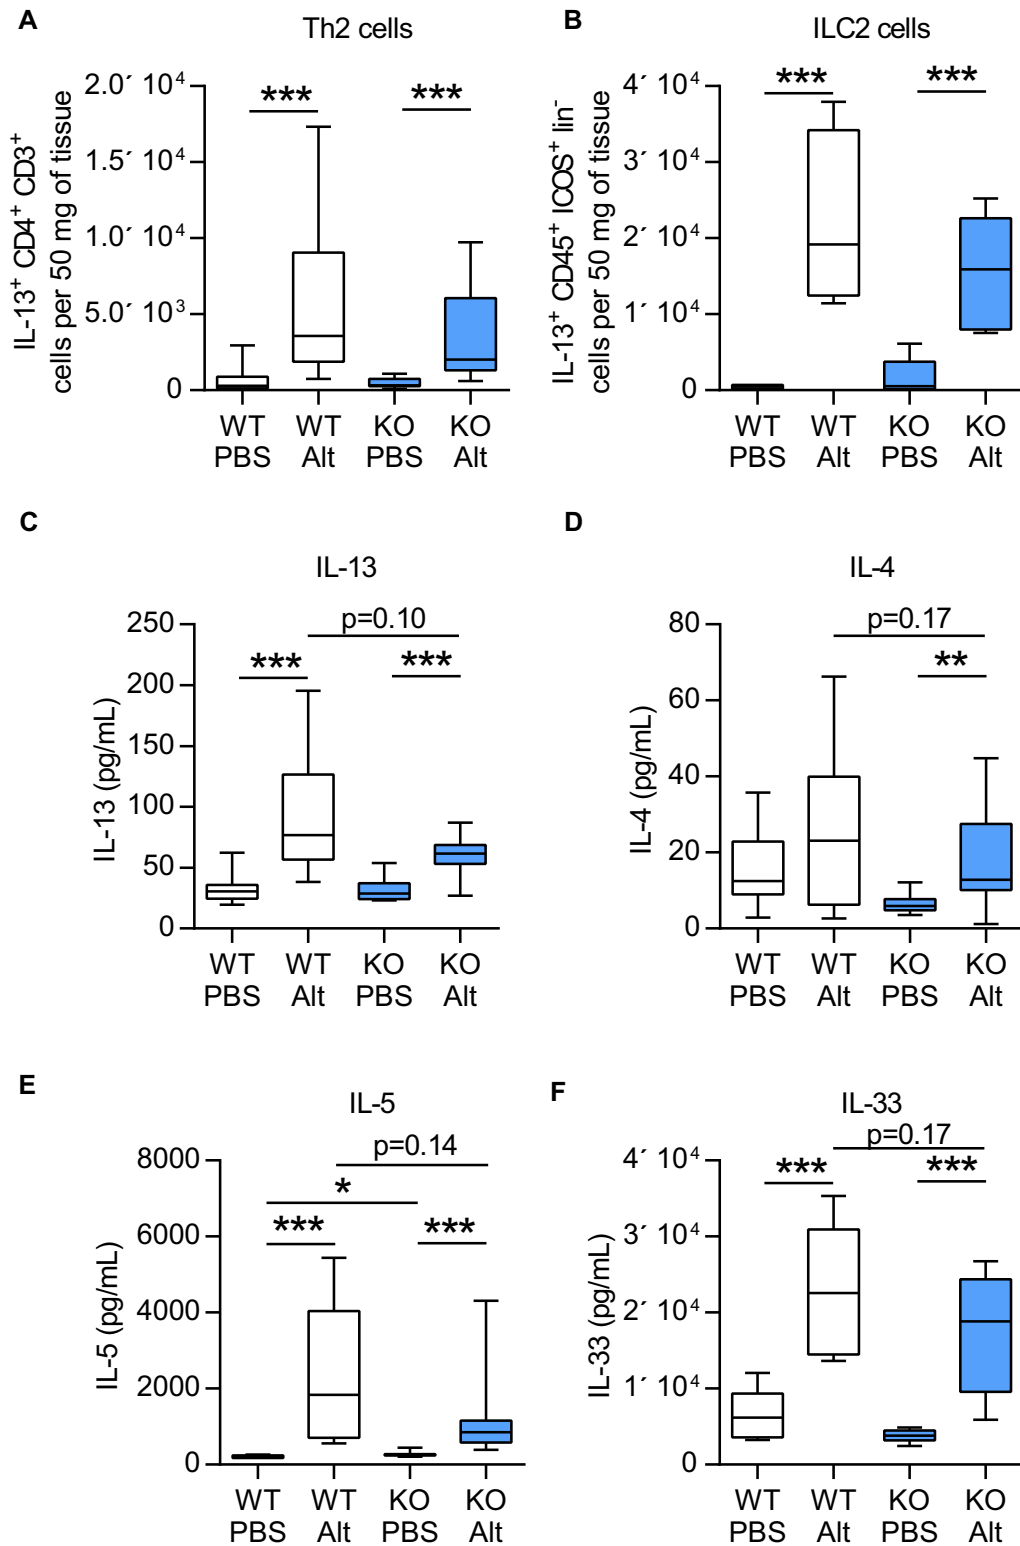 A
Th2 cells
IL-13+ CD4+ CD3+
cells per 50 mg of tissue
2.0´ 10⁴
1.5´ 10⁴
1.0´ 10⁴
5.0´ 10³
0
***
***
WT PBS
WT Alt
KO PBS
KO Alt
B
ILC2 cells
IL-13+ CD45+ ICOS+ lin-
cells per 50 mg of tissue
4´ 10⁴
3´ 10⁴
2´ 10⁴
1´ 10⁴
0
***
***
WT PBS
WT Alt
KO PBS
KO Alt
C
IL-13
IL-13 (pg/mL)
250
200
150
100
50
0
p=0.10
***
***
WT PBS
WT Alt
KO PBS
KO Alt
D
IL-4
IL-4 (pg/mL)
80
60
40
20
0
p=0.17
**
WT PBS
WT Alt
KO PBS
KO Alt
E
IL-5
IL-5 (pg/mL)
8000
6000
4000
2000
0
p=0.14
*
***
***
WT PBS
WT Alt
KO PBS
KO Alt
F
IL-33
IL-33 (pg/mL)
4´ 10⁴
3´ 10⁴
2´ 10⁴
1´ 10⁴
0
p=0.17
***
***
WT PBS
WT Alt
KO PBS
KO Alt